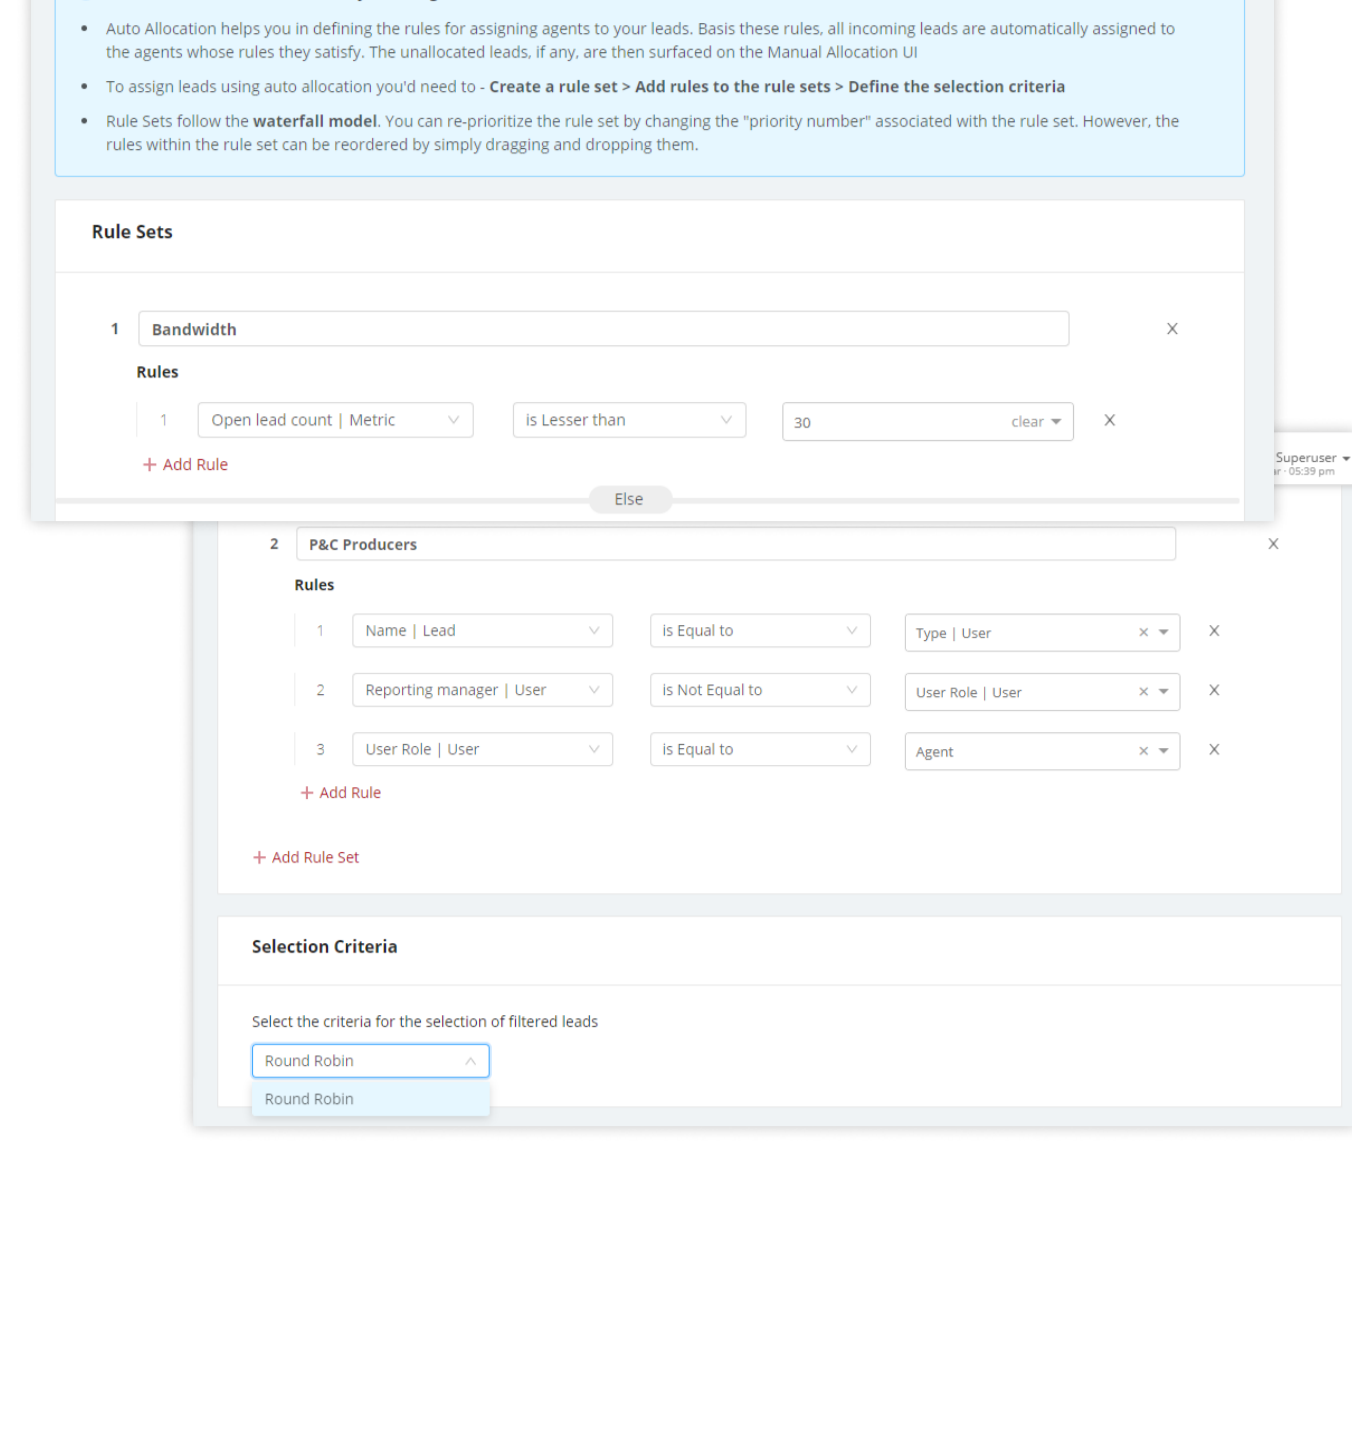 Auto Allocation helps you in defining the rules for assigning agents to your leads. Basis these rules, all incoming leads are automatically assigned to
the agents whose rules they satisfy. The unallocated leads, if any, are then surfaced on the Manual Allocation UI
To assign leads using auto allocation you'd need to - Create a rule set > Add rules to the rule sets > Define the selection criteria
Rule Sets follow the waterfall model. You can re-prioritize the rule set by changing the "priority number" associated with the rule set. However, the
rules within the rule set can be reordered by simply dragging and dropping them.
Rule Sets
1 Bandwidth X
Rules
1 Open lead count | Metric is Lesser than 30 clear X
+ Add Rule
Superuser
05:39 pm
Else
2 P&C Producers X
Rules
1 Name | Lead is Equal to Type | User × X
2 Reporting manager | User is Not Equal to User Role | User × X
3 User Role | User is Equal to Agent × X
+ Add Rule
+ Add Rule Set
Selection Criteria
Select the criteria for the selection of filtered leads
Round Robin
Round Robin